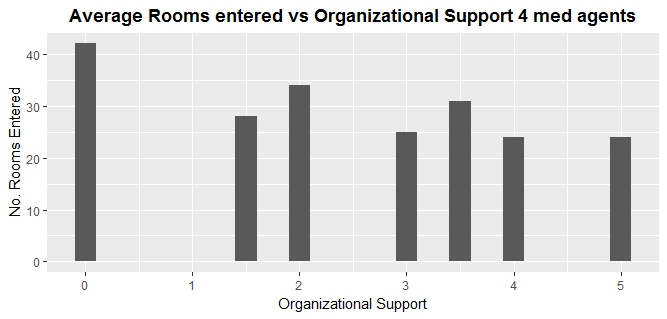 Average Rooms entered vs Organizational Support 4 med agents
No. Rooms Entered
40
30
20
10
0
0 1 2 3 4 5
Organizational Support